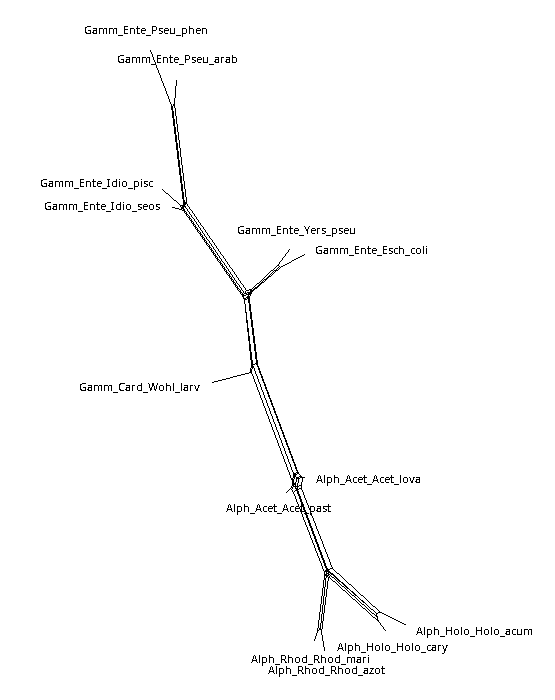 Gamm_Ente_Pseu_phen
Gamm_Ente_Pseu_arab
Gamm_Ente_Idio_pisc
Gamm_Ente_Idio_seos
Gamm_Ente_Yers_pseu
Gamm_Ente_Esch_coli
Gamm_Card_Wohl_larv
Alph_Acet_Acet_lova
Alph_Acet_Acet_past
Alph_Holo_Holo_acum
Alph_Holo_Holo_cary
Alph_Rhod_Rhod_mari
Alph_Rhod_Rhod_azot